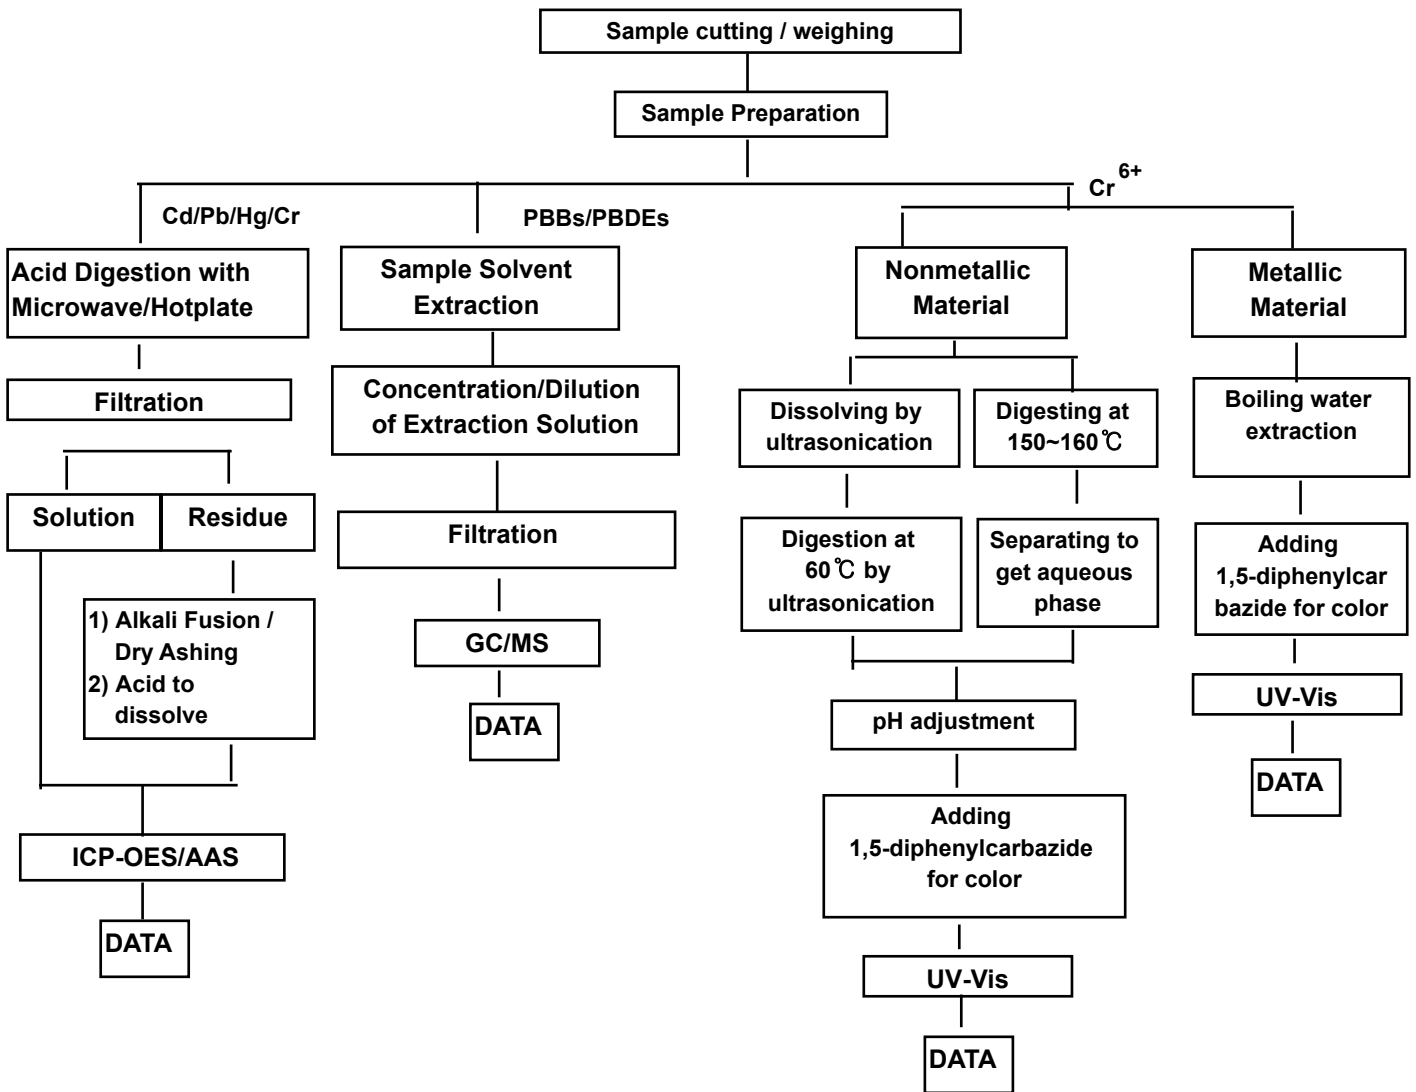 Sample cutting / weighing
Sample Preparation
Cr 6+
Cd/Pb/Hg/Cr
PBBs/PBDEs
Acid Digestion with
Microwave/Hotplate
Filtration
Solution
Residue
1) Alkali Fusion /
Dry Ashing
2) Acid to
dissolve
ICP-OES/AAS
DATA
Sample Solvent
Extraction
Concentration/Dilution
of Extraction Solution
Filtration
GC/MS
DATA
Nonmetallic
Material
Dissolving by
ultrasonication
Digestion at
60℃ by
ultrasonication
Digesting at
150~160℃
Separating to
get aqueous
phase
pH adjustment
Adding
1,5-diphenylcarbazide
for color
UV-Vis
DATA
Metallic
Material
Boiling water
extraction
Adding
1,5-diphenylcar
bazide for color
UV-Vis
DATA